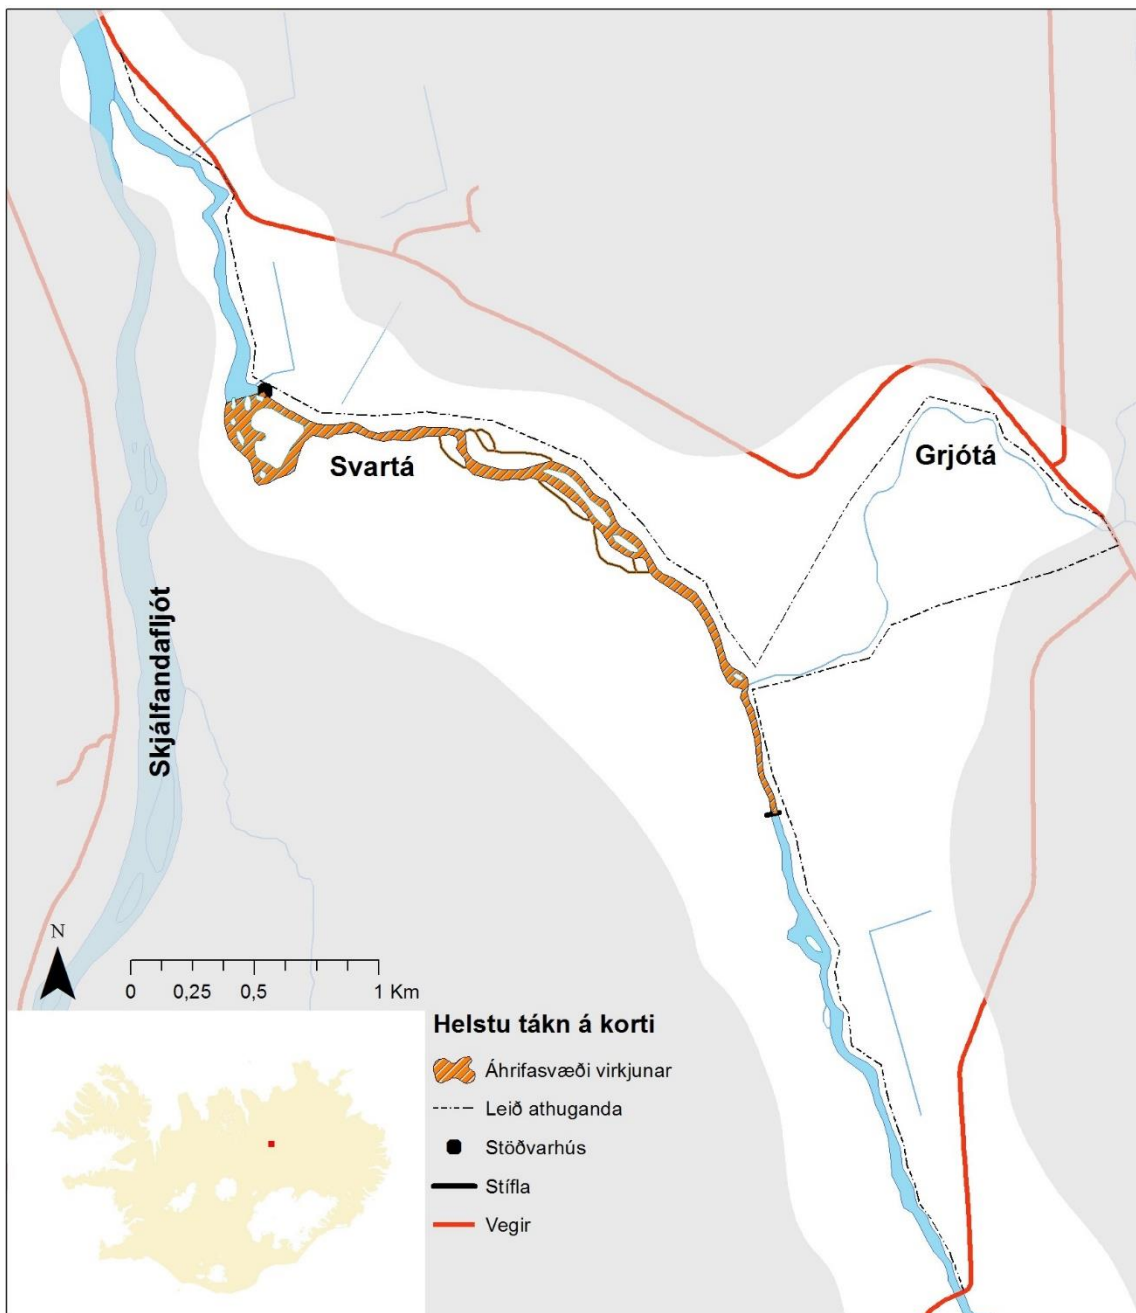 Svartá
Grjótá
Skjálfandafljót
N
0 0,25 0,5 1 Km
Helstu tákn á korti
Áhrifasvæði virkjunar
Leið athuganda
Stöðvarhús
Stífla
Vegir